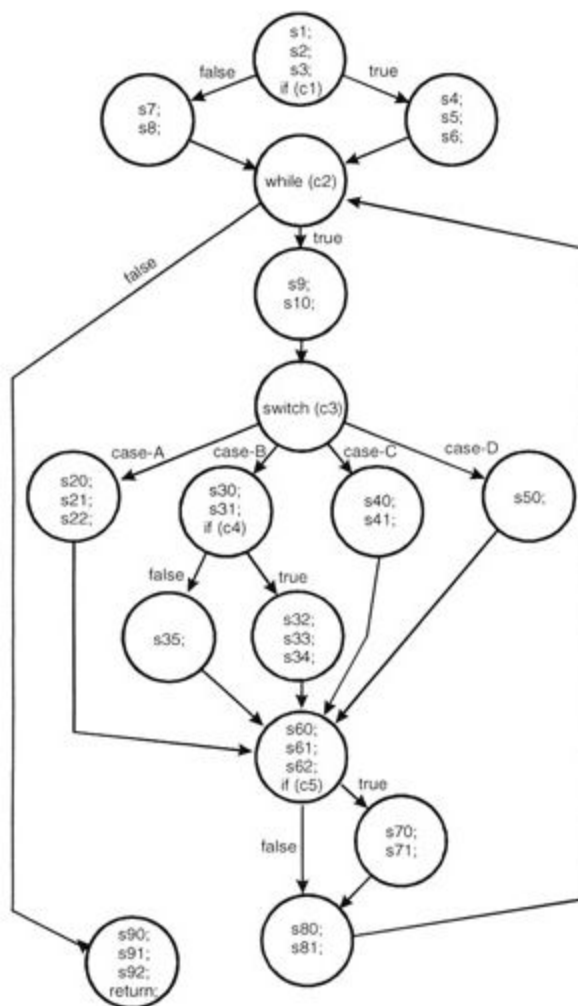 s1;
s2;
s3;
if (c1)
false
true
s7;
s8;
s4;
s5;
s6;
while (c2)
false
true
s9;
s10;
switch (c3)
case-A
case-B
case-C
case-D
s20;
s21;
s22;
s30;
s31;
if (c4)
s40;
s41;
s50;
false
true
s35;
s32;
s33;
s34;
s60;
s61;
s62;
if (c5)
true
false
s70;
s71;
s80;
s81;
s90;
s91;
s92;
return;